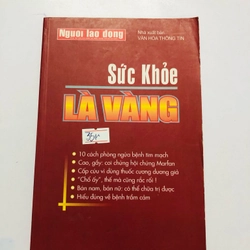 Người lao động
Nhà xuất bản
VĂN HÓA THÔNG TIN
Sức Khỏe
LÀ VÀNG
• 10 cách phòng ngừa bệnh tim mạch
• Cao, gầy: coi chừng hội chứng Marfan
• Cấp cứu vì dùng thuốc cường dương giả
• "Chỗ ấy", thế mà cũng rắc rối !
• Bán nam, bán nữ: có thể chữa trị được
• Hiểu đúng về bệnh trầm cảm